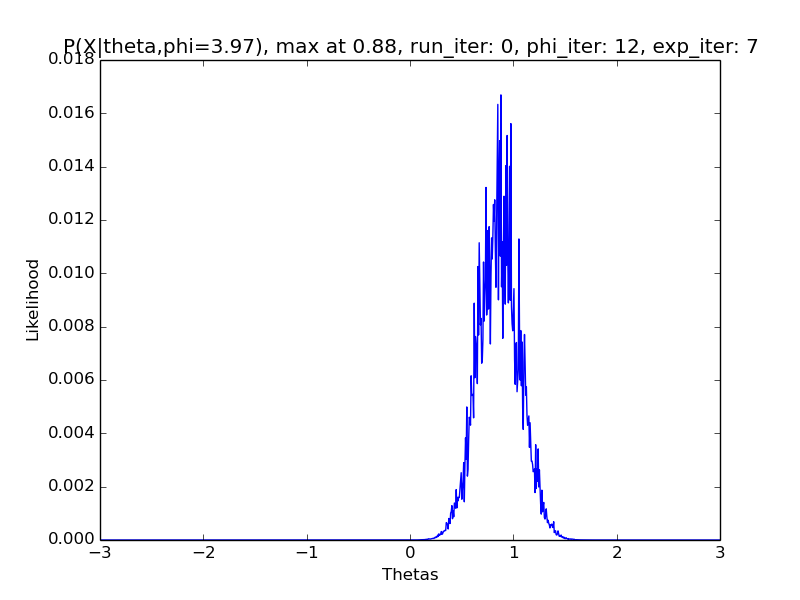 P(X|theta,phi=3.97), max at 0.88, run_iter: 0, phi_iter: 12, exp_iter: 7
0.018
0.016
0.014
0.012
0.010
0.008
0.006
0.004
0.002
0.000
Likelihood
−3 −2 −1 0 1 2 3
Thetas